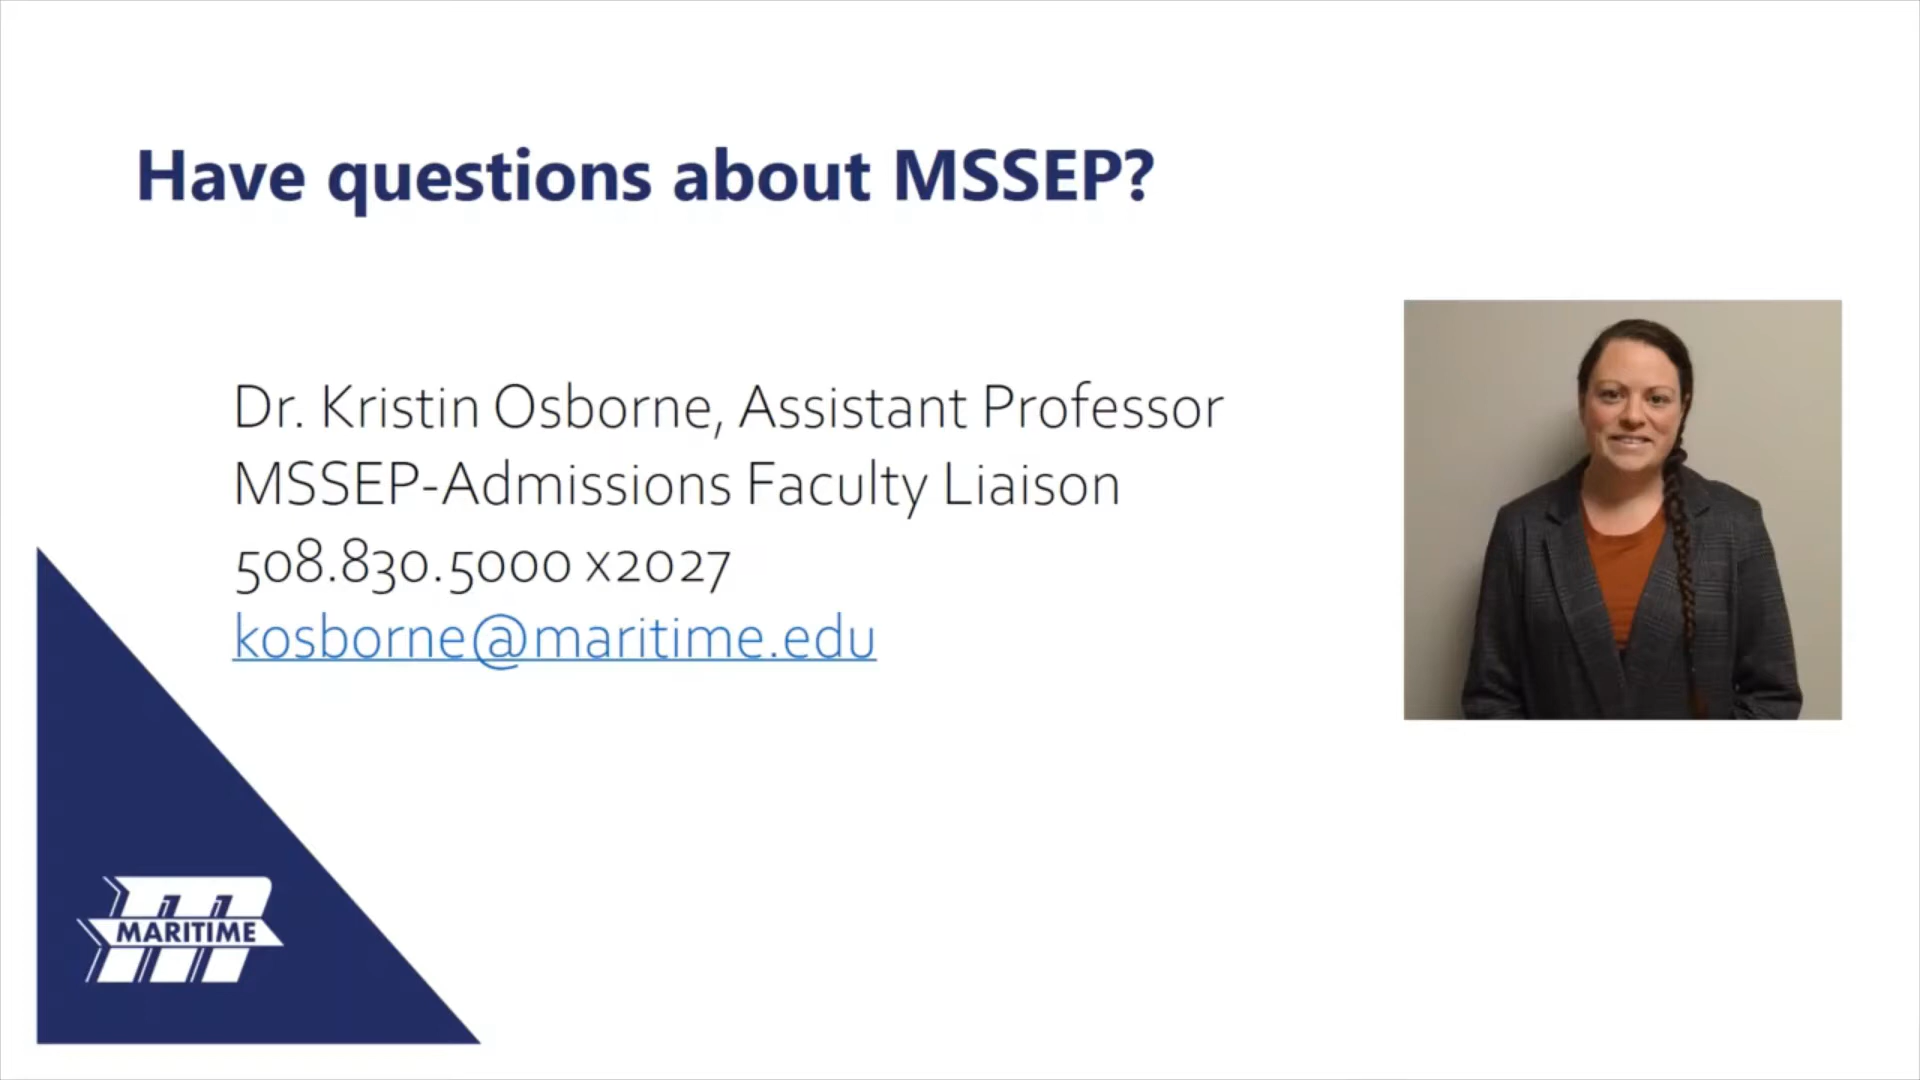 Have questions about MSSEP?
Dr. Kristin Osborne, Assistant Professor
MSSEP-Admissions Faculty Liaison
508.830.5000 x2027
kosborne@maritime.edu
MARITIME